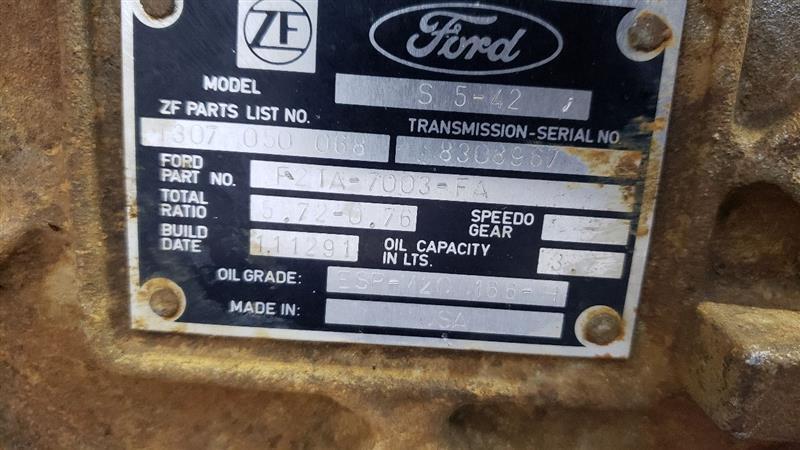 ZF Ford
MODEL S 5-42
ZF PARTS LIST NO. TRANSMISSION-SERIAL NO
1307 050 068 8308967
FORD PART NO. F2TA-7003-FA
TOTAL RATIO 5.72-0.76 SPEEDO GEAR
BUILD DATE 111291 OIL CAPACITY IN LTS. 3.
OIL GRADE:
MADE IN: USA